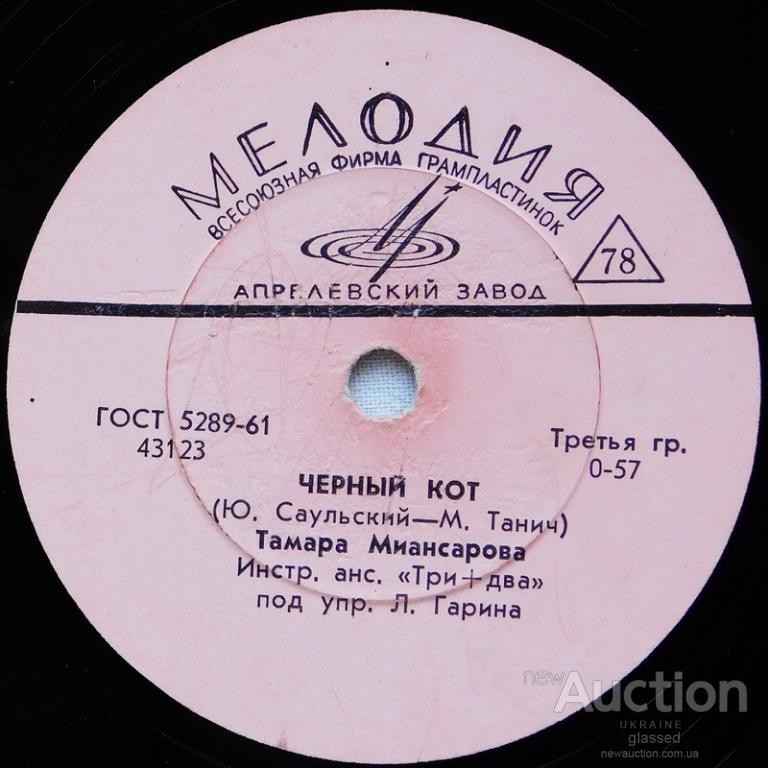 МЕЛОДИЯ
ВСЕСОЮЗНАЯ ФИРМА ГРАМПЛАСТИНОК
78
АПРЕЛЕВСКИЙ ЗАВОД
ГОСТ 5289-61
43123
Третья гр.
0-57
ЧЕРНЫЙ КОТ
(Ю. Саульский—М. Танич)
Тамара Миансарова
Инстр. анс. «Три+два»
под упр. Л. Гарина
newAuction
UKRAINE
glassed
newauction.com.ua